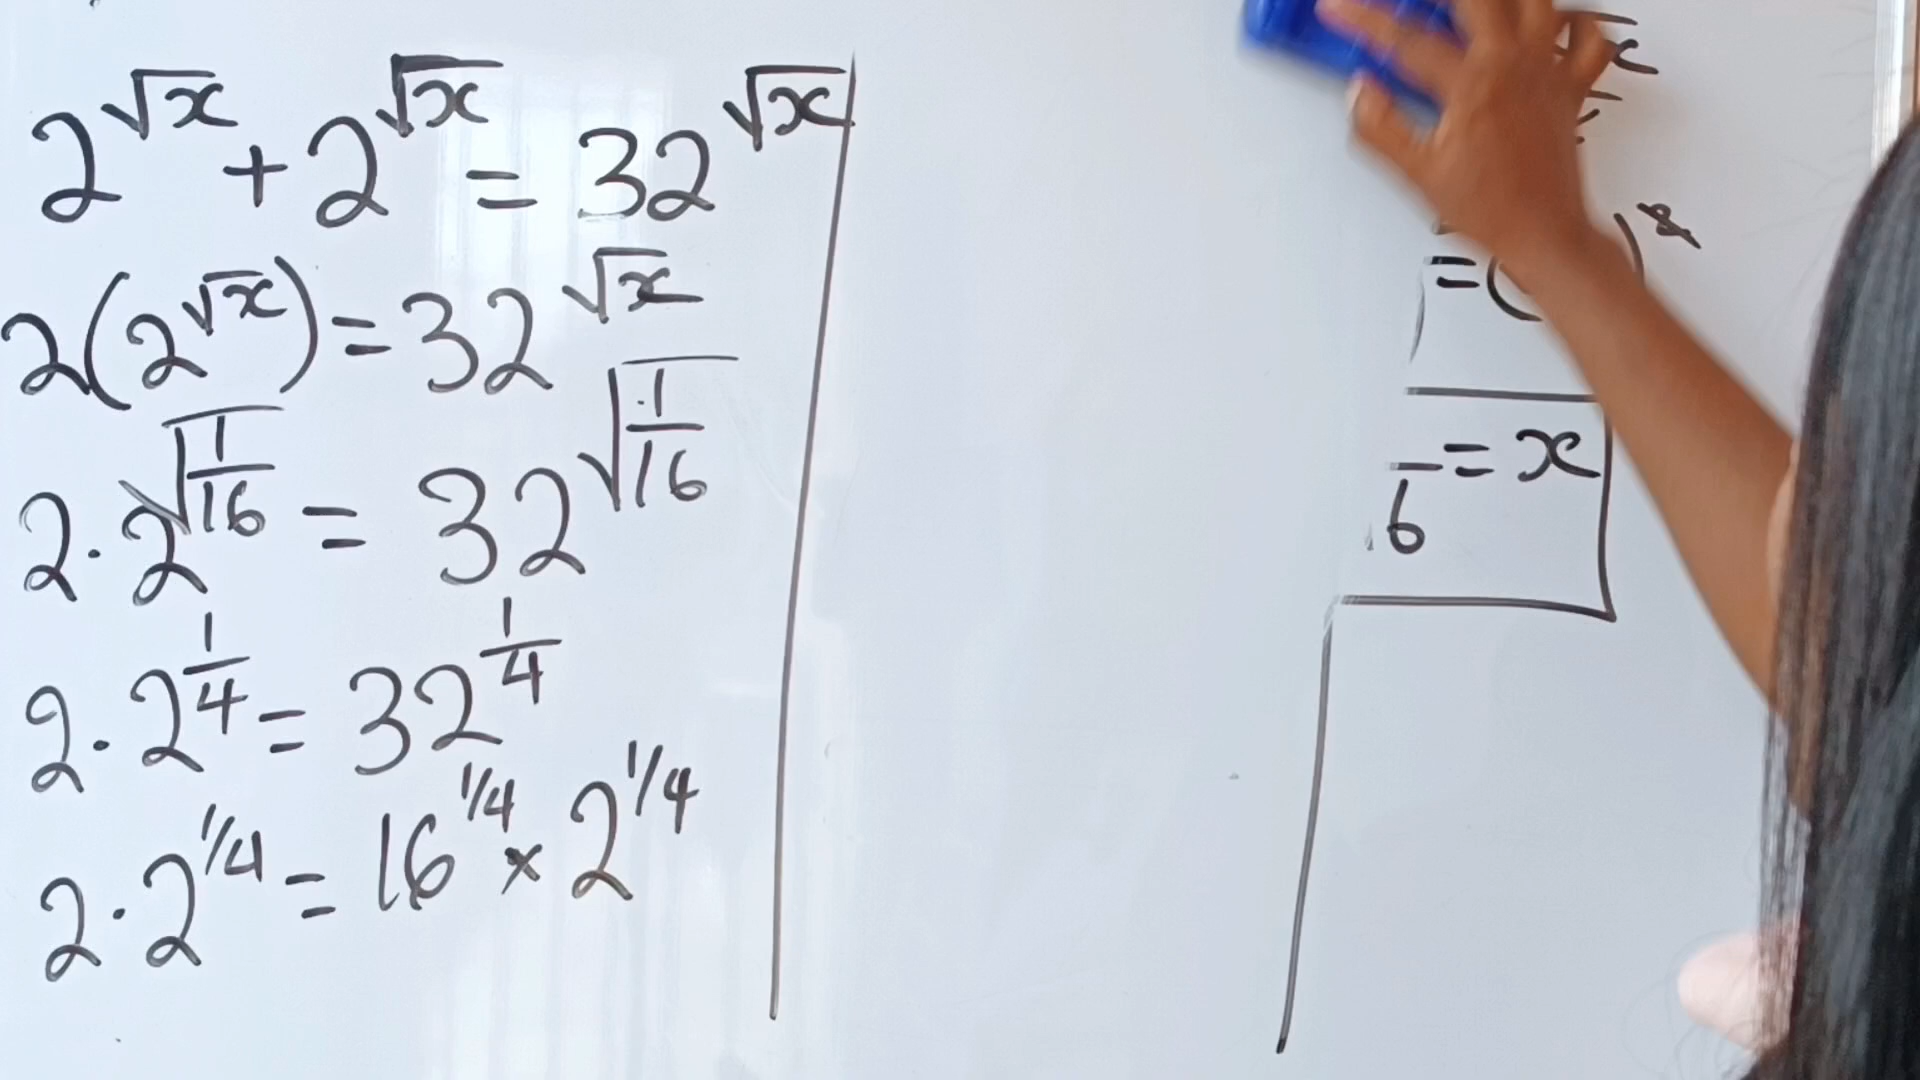 2^√x + 2^√x = 32^√x
2(2^√x) = 32^√x
2 · 2^√(1/16) = 32^√(1/16)
2 · 2^(1/4) = 32^(1/4)
2 · 2^1/4 = 16^1/4 × 2^1/4
= (
)
6 = x